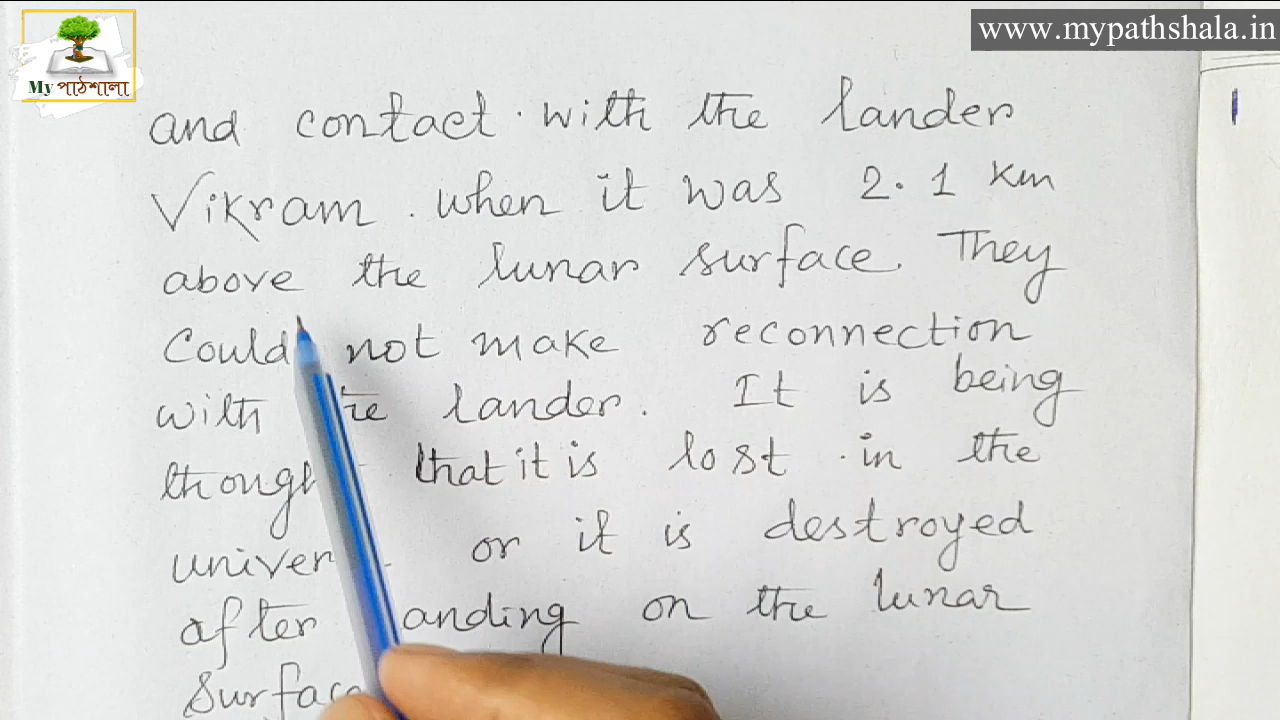 www.mypathshala.in
My পাঠশালা
and contact with the lander
Vikram. when it was 2.1 km
above the lunar surface. They
could not make reconnection
with the lander. It is being
that it is lost in the
or it is destroyed
after on the lunar